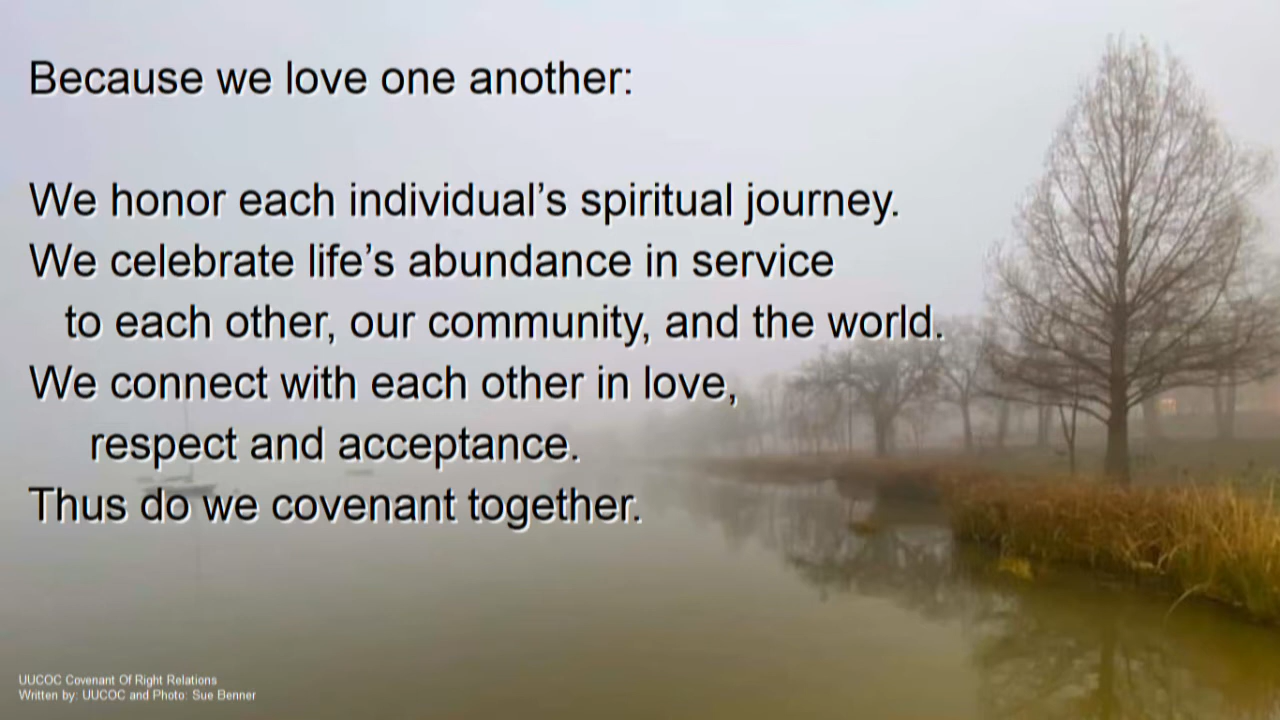 Because we love one another:
We honor each individual’s spiritual journey.
We celebrate life’s abundance in service
to each other, our community, and the world.
We connect with each other in love,
respect and acceptance.
Thus do we covenant together.
UUCOC Covenant Of Right Relations
Written by: UUCOC and Photo: Sue Benner